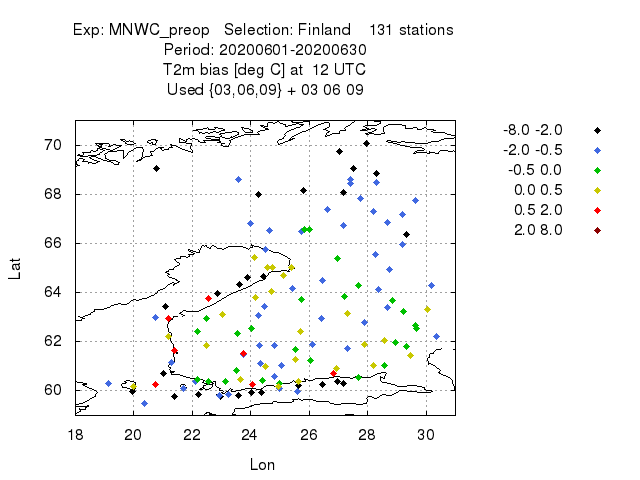 Exp: MNWC_preop   Selection: Finland    131 stations
Period: 20200601-20200630
T2m bias [deg C] at  12 UTC
Used {03,06,09} + 03 06 09
-8.0 -2.0
-2.0 -0.5
-0.5 0.0
0.0 0.5
0.5 2.0
2.0 8.0
70
68
66
64
62
60
Lat
18 20 22 24 26 28 30
Lon